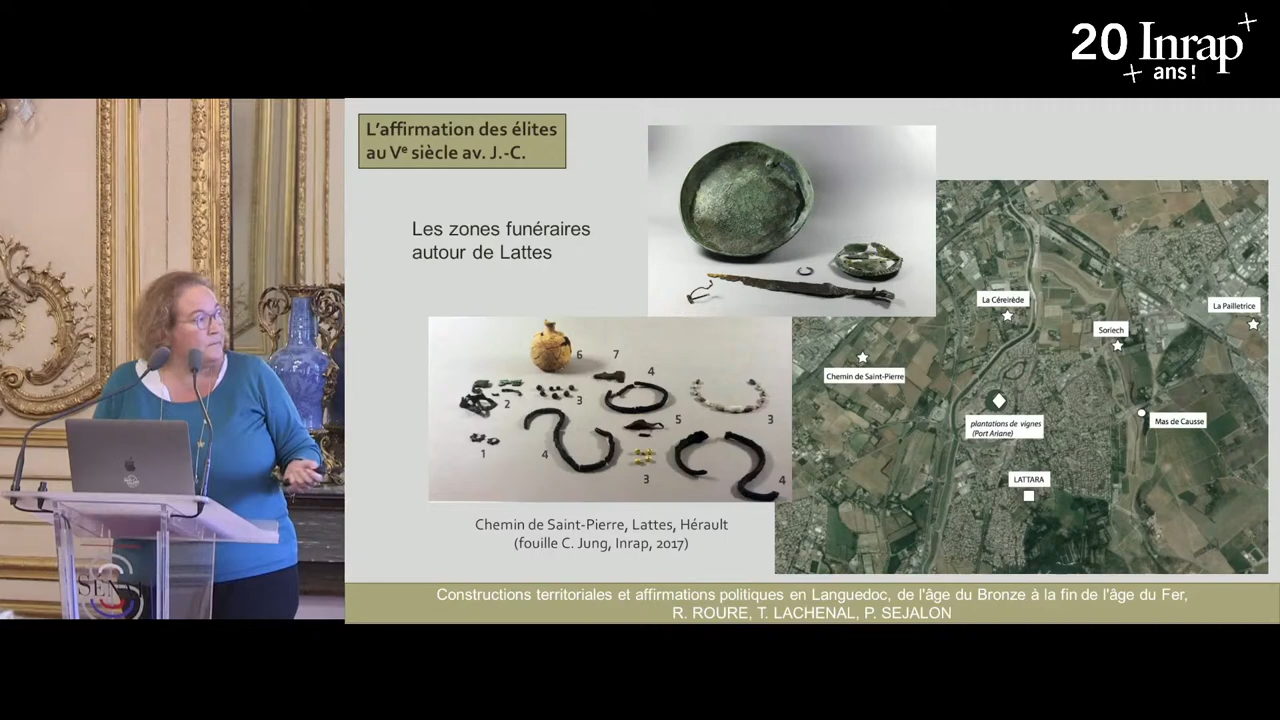 20 Inrap
ans!
L'affirmation des élites
au Vᵉ siècle av. J.-C.
Les zones funéraires
autour de Lattes
6
7
4
2
3
3
5
1
4
3
4
Chemin de Saint-Pierre, Lattes, Hérault
(fouille C. Jung, Inrap, 2017)
La Céreirède
La Pailletrice
Soriech
Chemin de Saint-Pierre
plantations de vignes
(Port Ariane)
Mas de Causse
LATTARA
Constructions territoriales et affirmations politiques en Languedoc, de l'âge du Bronze à la fin de l'âge du Fer,
R. ROURE, T. LACHENAL, P. SEJALON